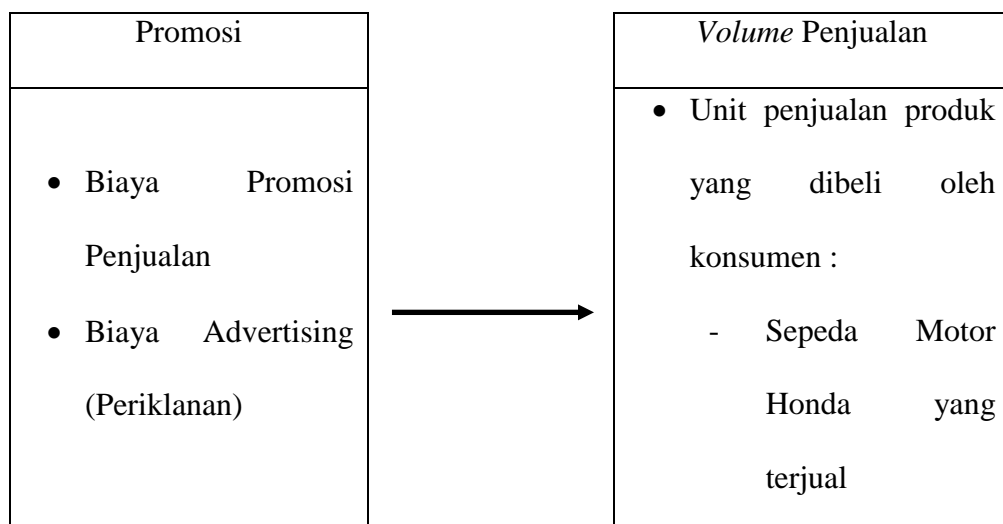 Promosi
• Biaya Promosi
Penjualan
• Biaya Advertising
(Periklanan)
Volume Penjualan
• Unit penjualan produk
yang dibeli oleh
konsumen :
- Sepeda Motor
Honda yang
terjual